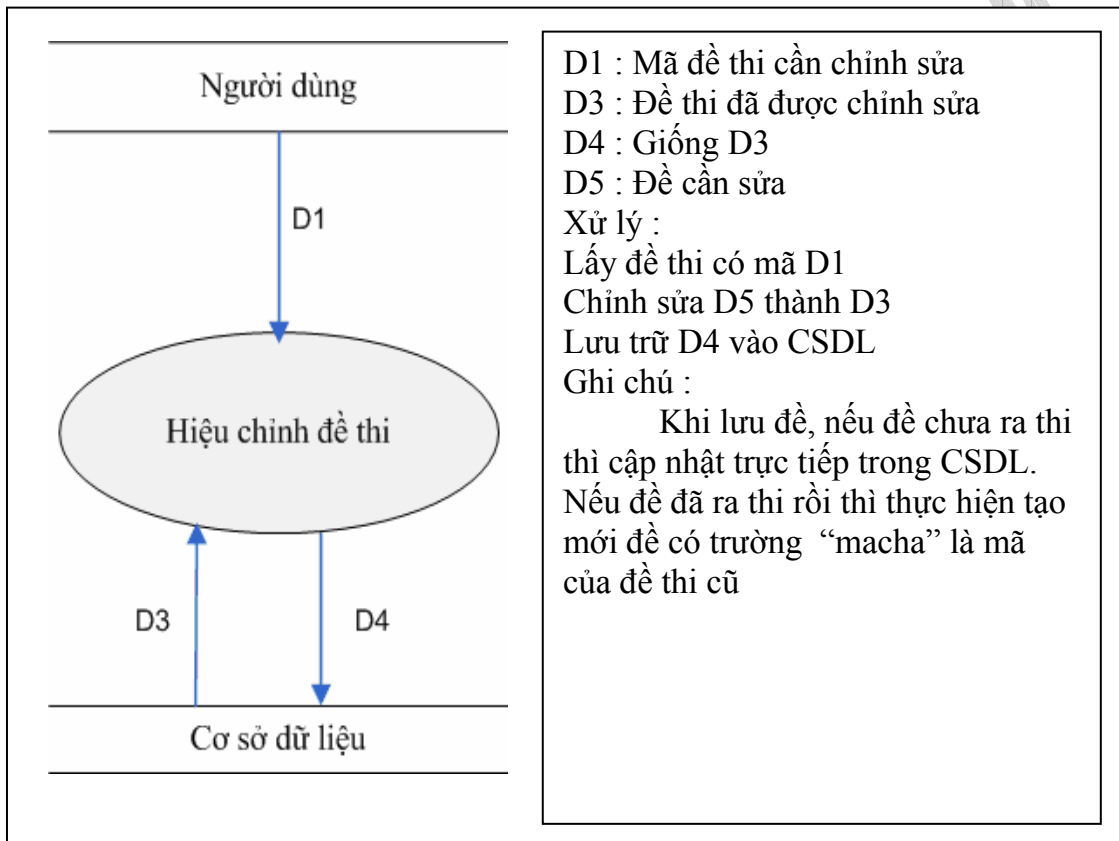 Người dùng
D1
Hiệu chỉnh đề thi
D3
D4
Cơ sở dữ liệu
D1 : Mã đề thi cần chỉnh sửa
D3 : Đề thi đã được chỉnh sửa
D4 : Giống D3
D5 : Đề cần sửa
Xử lý :
Lấy đề thi có mã D1
Chỉnh sửa D5 thành D3
Lưu trữ D4 vào CSDL
Ghi chú :
Khi lưu đề, nếu đề chưa ra thi
thì cập nhật trực tiếp trong CSDL.
Nếu đề đã ra thi rồi thì thực hiện tạo
mới đề có trường “macha” là mã
của đề thi cũ